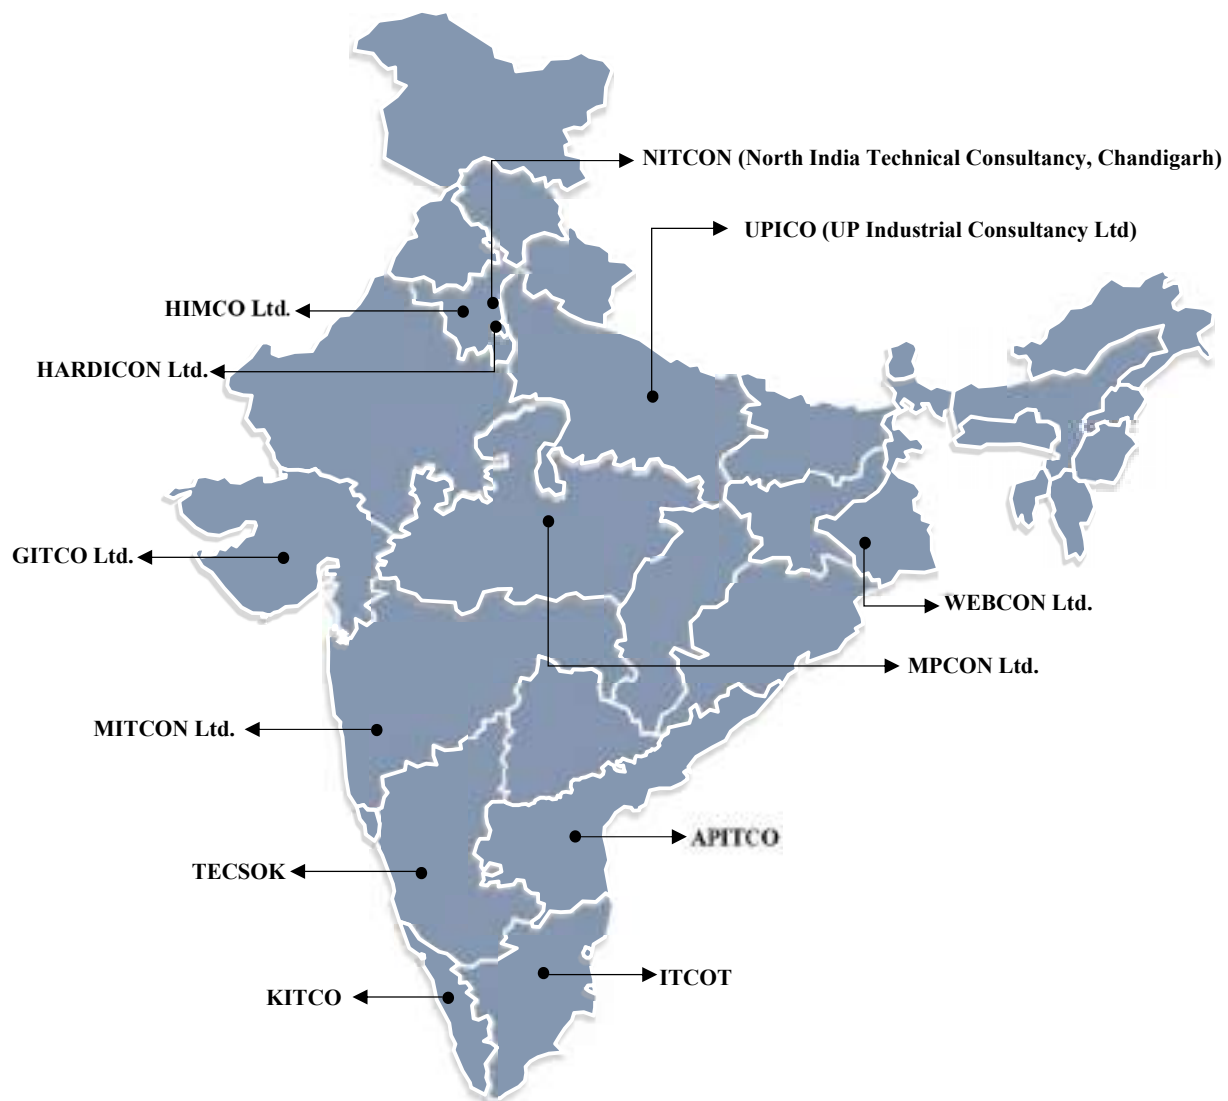 NITCON (North India Technical Consultancy, Chandigarh)
UPICO (UP Industrial Consultancy Ltd)
HIMCO Ltd.
HARDICON Ltd.
GITCO Ltd.
WEBCON Ltd.
MPCON Ltd.
MITCON Ltd.
APITCO
TECSOK
ITCOT
KITCO